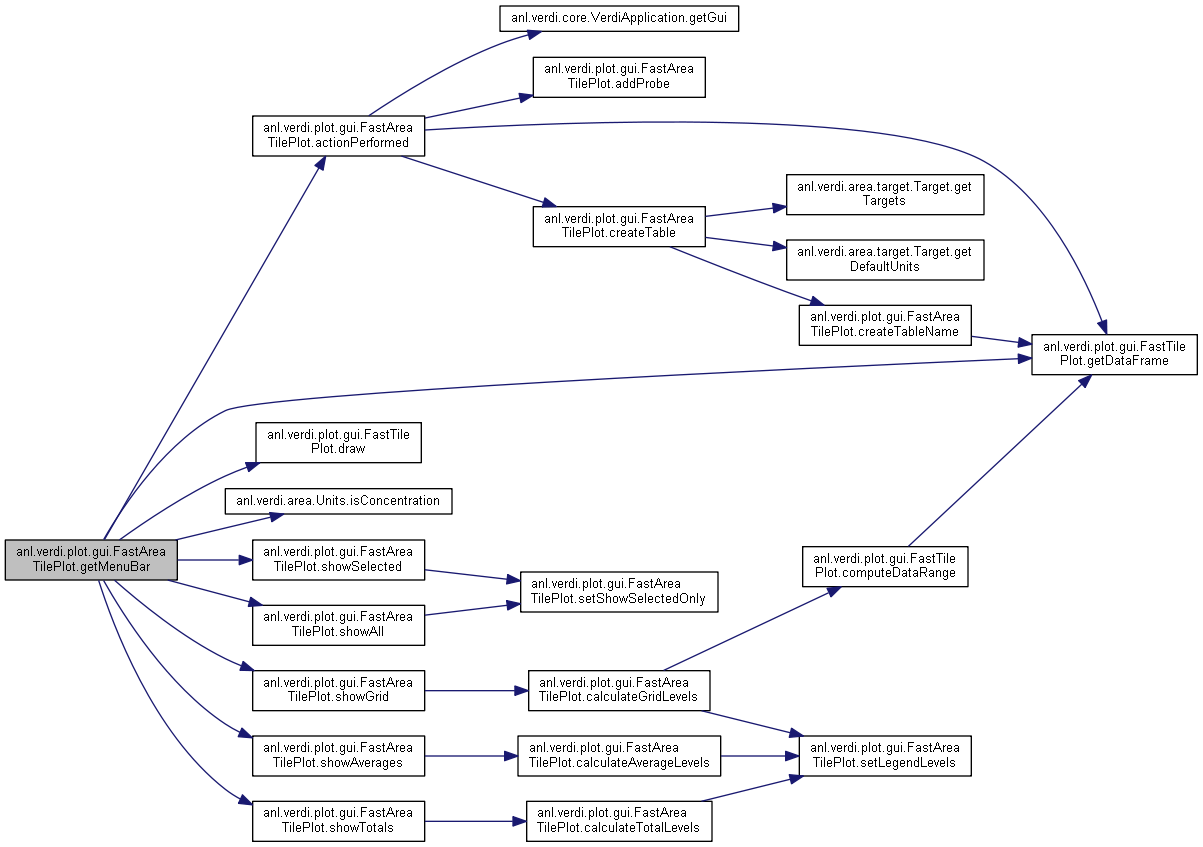 anl.verdi.core.VerdiApplication.getGui
anl.verdi.plot.gui.FastArea
TilePlot.addProbe
anl.verdi.plot.gui.FastArea
TilePlot.actionPerformed
anl.verdi.area.target.Target.get
Targets
anl.verdi.plot.gui.FastArea
TilePlot.createTable
anl.verdi.area.target.Target.get
DefaultUnits
anl.verdi.plot.gui.FastArea
TilePlot.createTableName
anl.verdi.plot.gui.FastTile
Plot.getDataFrame
anl.verdi.plot.gui.FastTile
Plot.draw
anl.verdi.area.Units.isConcentration
anl.verdi.plot.gui.FastArea
TilePlot.getMenuBar
anl.verdi.plot.gui.FastArea
TilePlot.showSelected
anl.verdi.plot.gui.FastTile
Plot.computeDataRange
anl.verdi.plot.gui.FastArea
TilePlot.setShowSelectedOnly
anl.verdi.plot.gui.FastArea
TilePlot.showAll
anl.verdi.plot.gui.FastArea
TilePlot.showGrid
anl.verdi.plot.gui.FastArea
TilePlot.calculateGridLevels
anl.verdi.plot.gui.FastArea
TilePlot.showAverages
anl.verdi.plot.gui.FastArea
TilePlot.calculateAverageLevels
anl.verdi.plot.gui.FastArea
TilePlot.setLegendLevels
anl.verdi.plot.gui.FastArea
TilePlot.showTotals
anl.verdi.plot.gui.FastArea
TilePlot.calculateTotalLevels